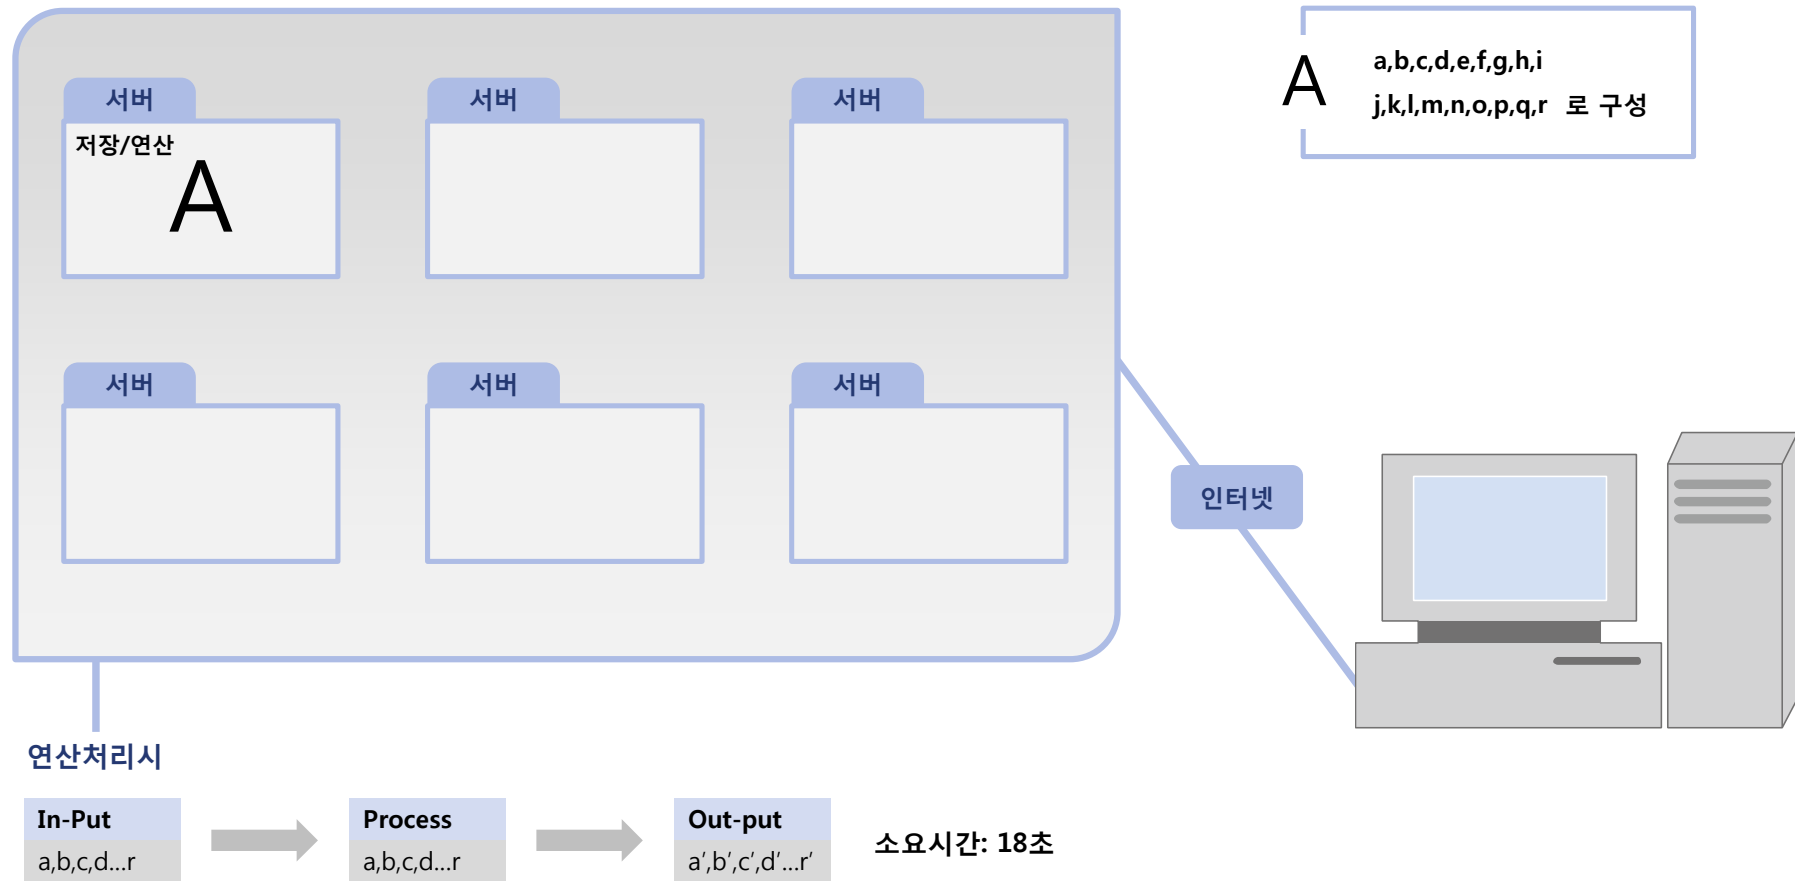 A
a,b,c,d,e,f,g,h,i
j,k,l,m,n,o,p,q,r 로 구성
서버
서버
서버
저장/연산
A
서버
서버
서버
인터넷
연산처리시
In-Put
a,b,c,d...r
Process
a,b,c,d...r
Out-put
a′,b′,c′,d′...r′
소요시간: 18초